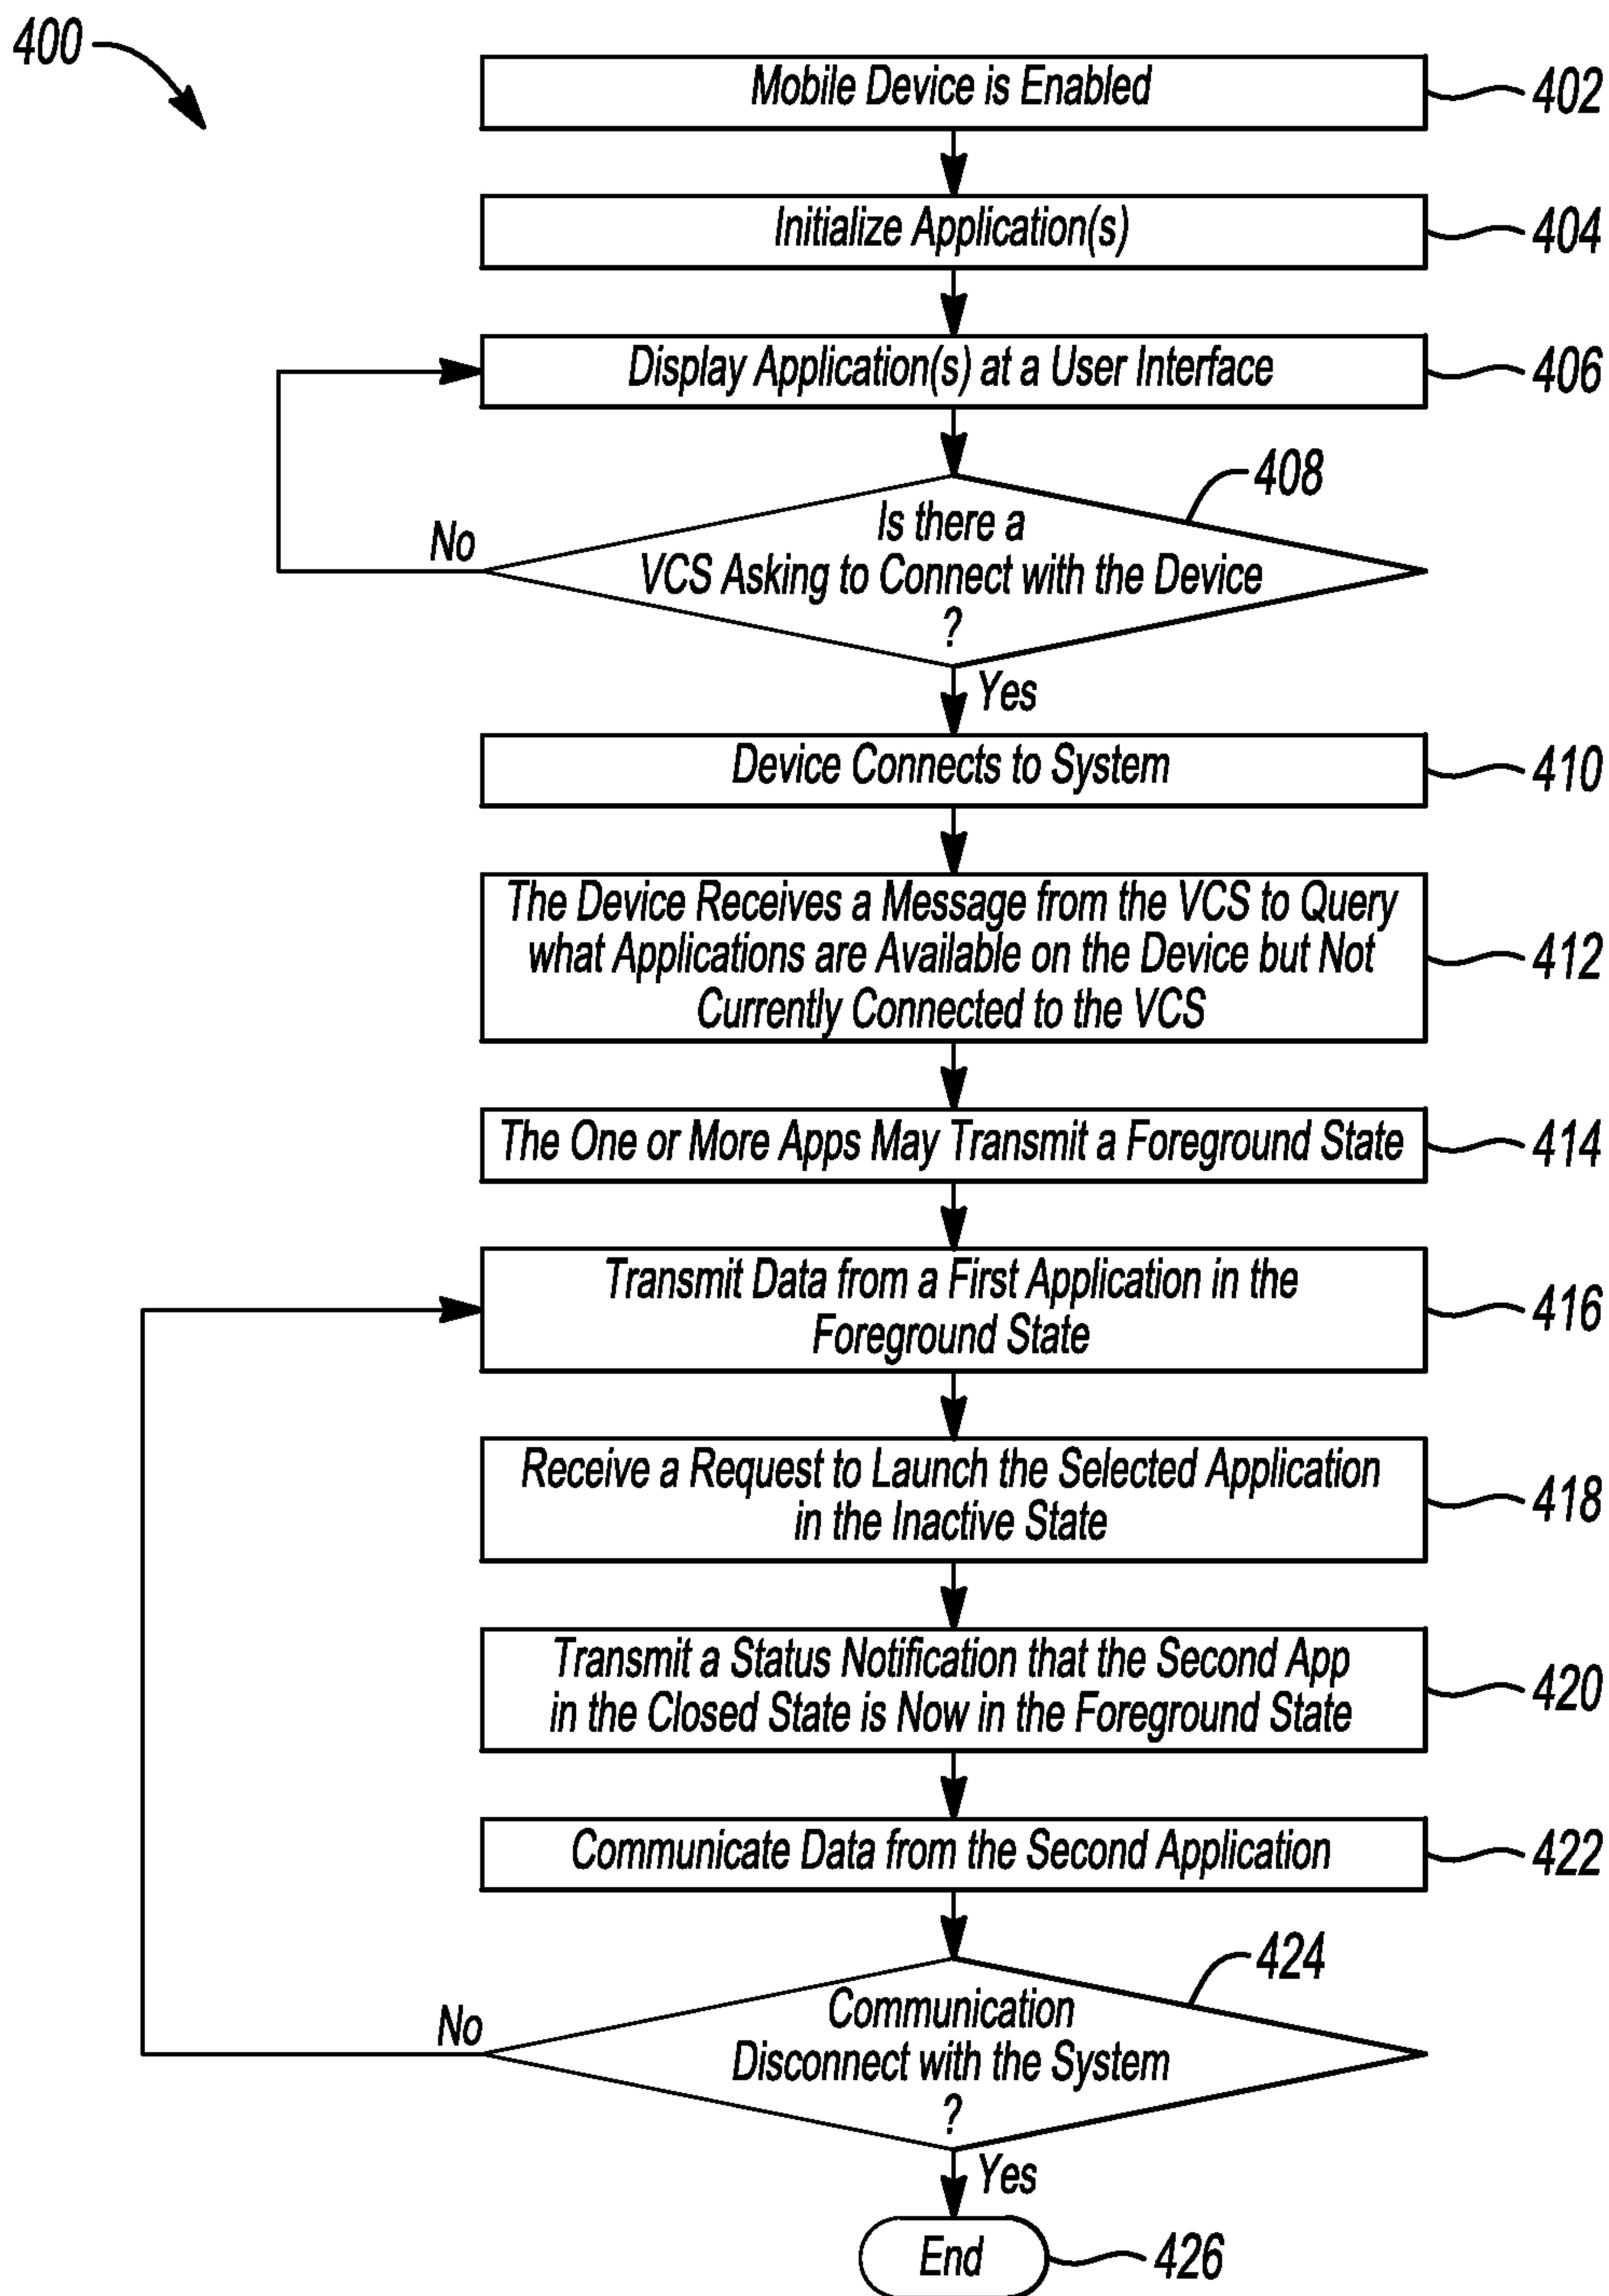 400
Mobile Device is Enabled
402
Initialize Application(s)
404
Display Application(s) at a User Interface
406
408
Is there a
VCS Asking to Connect with the Device
?
No
Yes
Device Connects to System
410
The Device Receives a Message from the VCS to Query
what Applications are Available on the Device but Not
Currently Connected to the VCS
412
The One or More Apps May Transmit a Foreground State
414
Transmit Data from a First Application in the
Foreground State
416
Receive a Request to Launch the Selected Application
in the Inactive State
418
Transmit a Status Notification that the Second App
in the Closed State is Now in the Foreground State
420
Communicate Data from the Second Application
422
424
Communication
Disconnect with the System
?
No
Yes
End
426